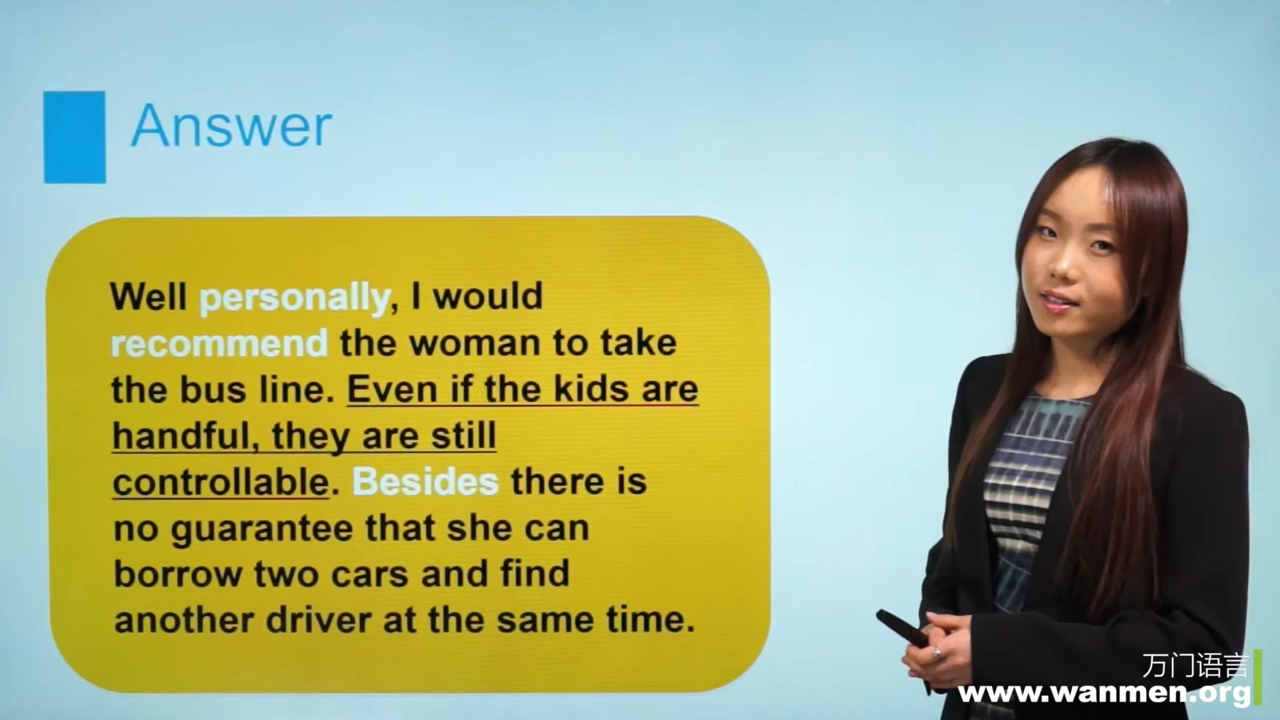 Answer
Well personally, I would
recommend the woman to take
the bus line. Even if the kids are
handful, they are still
controllable. Besides there is
no guarantee that she can
borrow two cars and find
another driver at the same time.
万门语言
www.wanmen.org